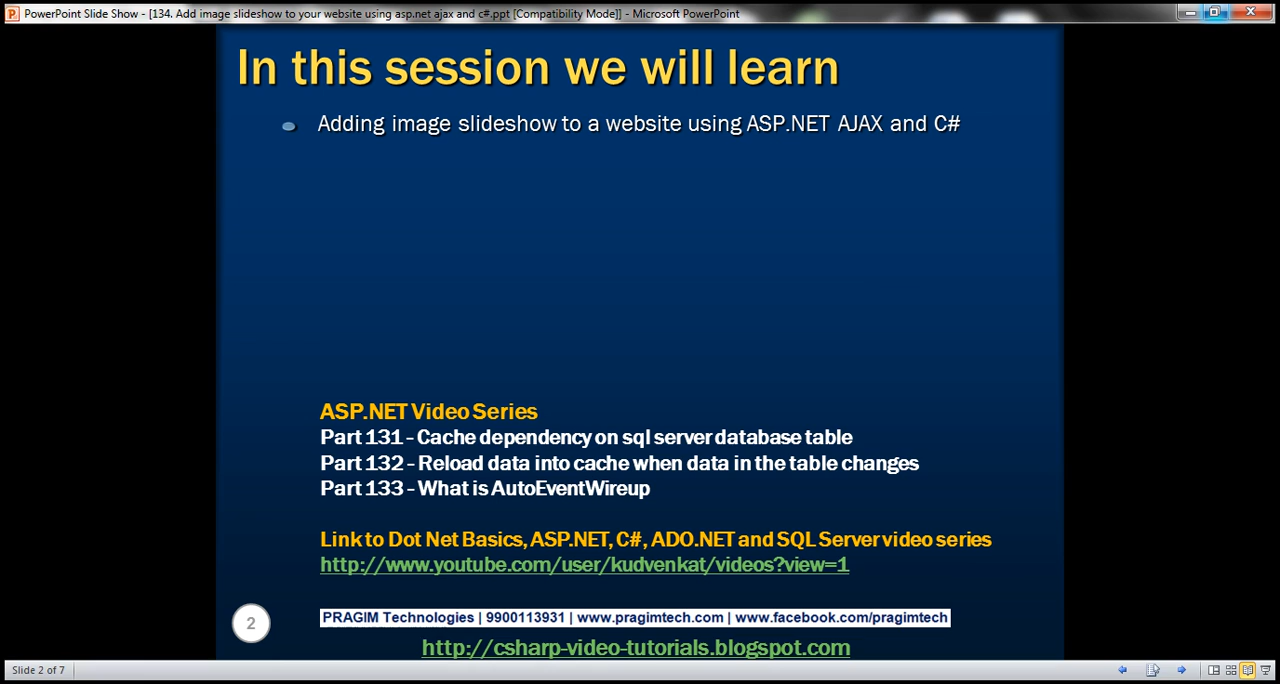 PowerPoint Slide Show - [134. Add image slideshow to your website using asp.net ajax and c#.ppt [Compatibility Mode]] - Microsoft PowerPoint
In this session we will learn
Adding image slideshow to a website using ASP.NET AJAX and C#
ASP.NET Video Series
Part 131 - Cache dependency on sql server database table
Part 132 - Reload data into cache when data in the table changes
Part 133 - What is AutoEventWireup
Link to Dot Net Basics, ASP.NET, C#, ADO.NET and SQL Server video series
http://www.youtube.com/user/kudvenkat/videos?view=1
2
PRAGIM Technologies | 9900113931 | www.pragimtech.com | www.facebook.com/pragimtech
http://csharp-video-tutorials.blogspot.com
Slide 2 of 7